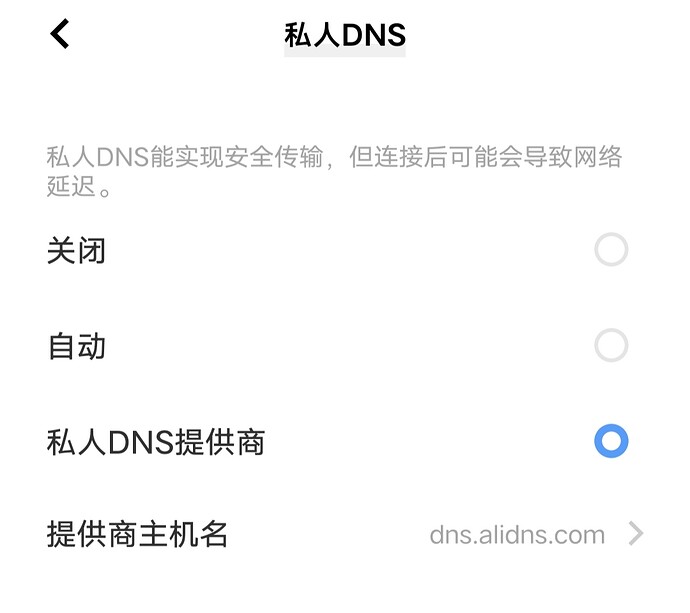 私人DNS
私人DNS能实现安全传输，但连接后可能会导致网络
延迟。
关闭
自动
私人DNS提供商
提供商主机名 dns.alidns.com